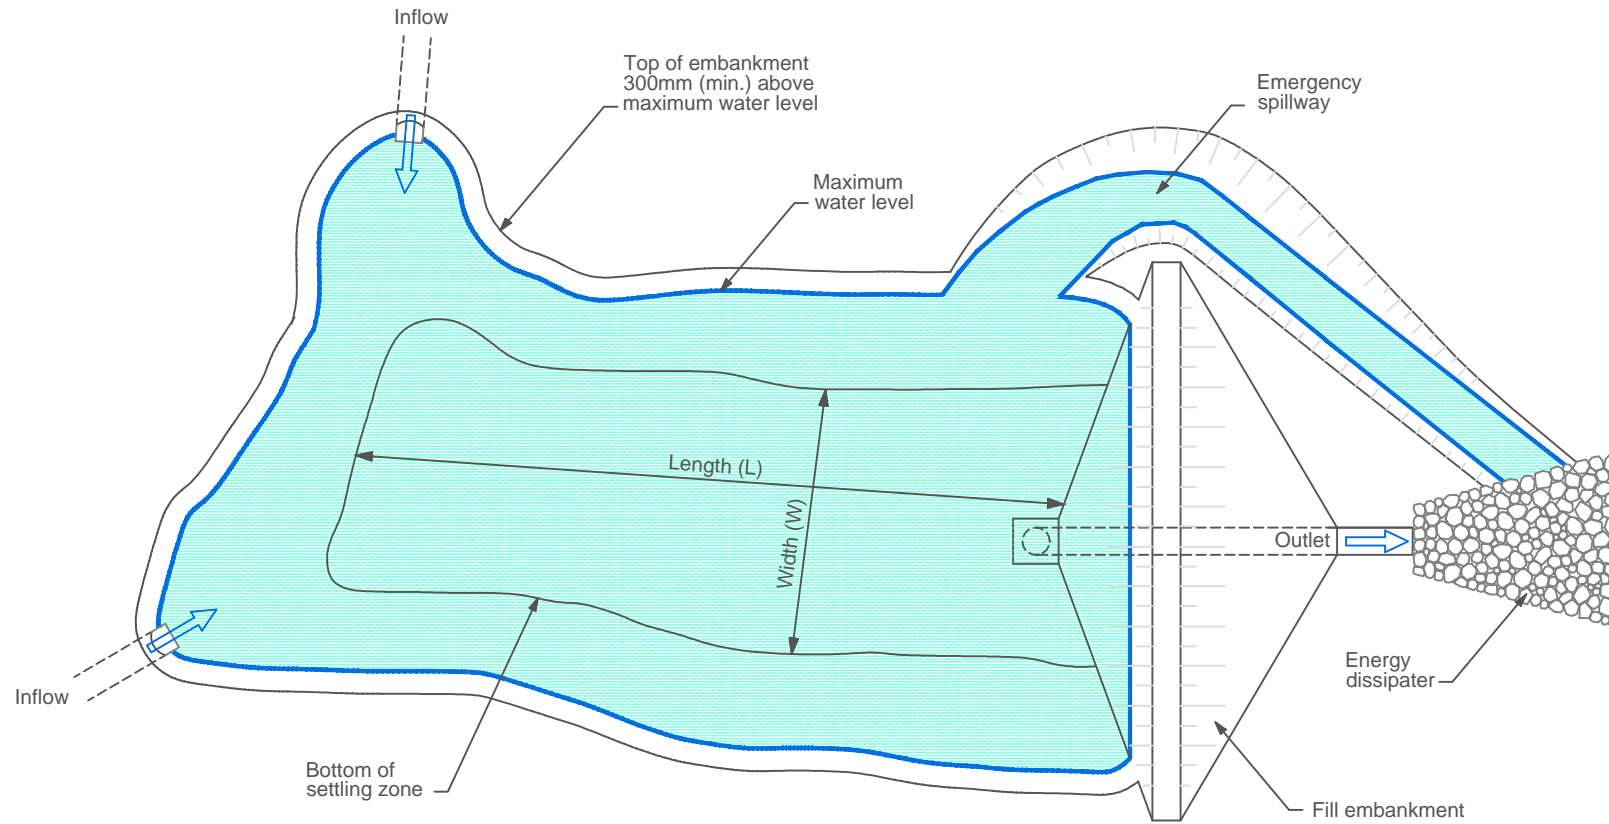 Inflow
Top of embankment
300mm (min.) above
maximum water level
Emergency
spillway
Maximum
water level
Length (L)
Width (W)
Outlet
Inflow
Energy
dissipater
Bottom of
settling zone
Fill embankment